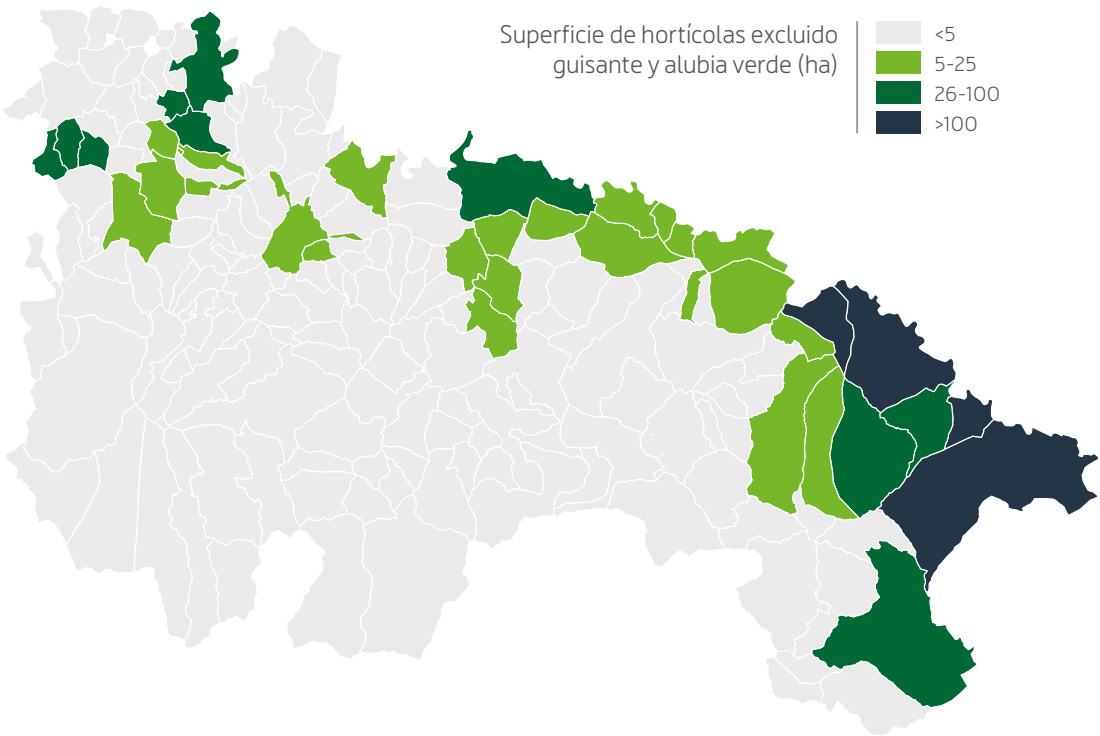 Superficie de hortícolas excluido
guisante y alubia verde (ha)
<5
5-25
26-100
>100